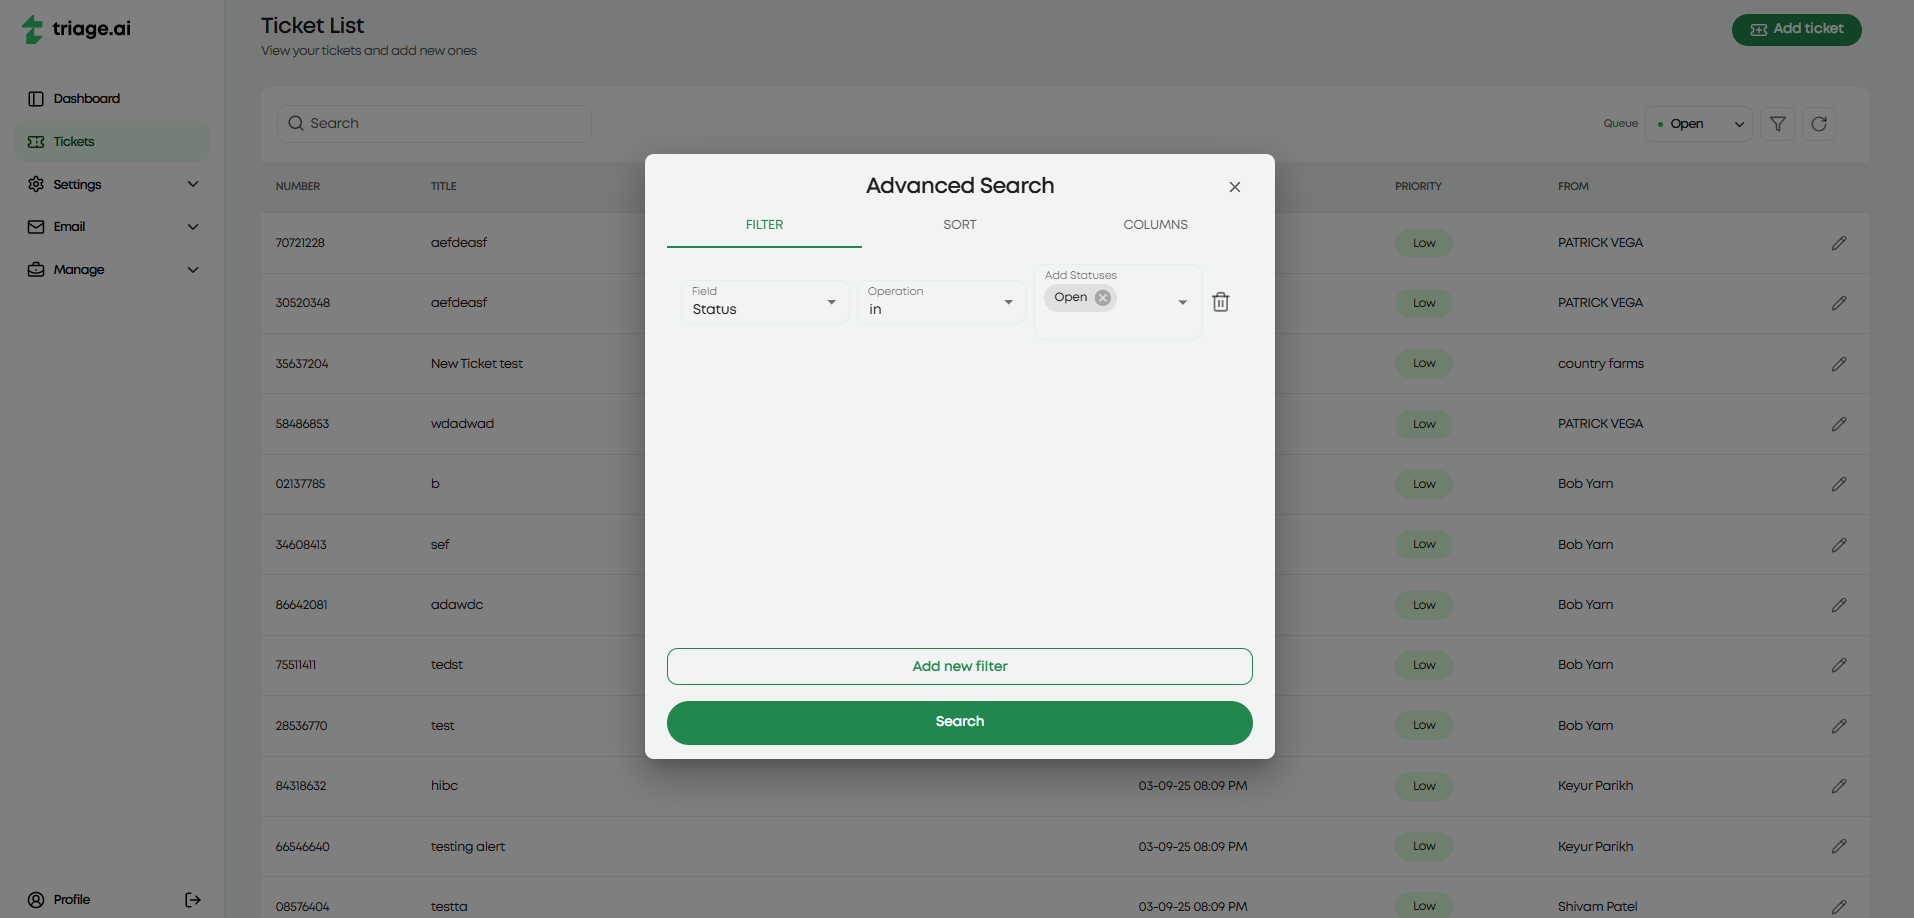 triage.ai
Dashboard
Tickets
Settings
Email
Manage
Profile
Ticket List
View your tickets and add new ones
Add ticket
Search
Queue Open
NUMBER TITLE PRIORITY FROM
70721228 aefdeasf Low PATRICK VEGA
30520348 aefdeasf Low PATRICK VEGA
35637204 New Ticket test Low country farms
58486853 wdadwad Low PATRICK VEGA
02137785 b Low Bob Yarn
34608413 sef Low Bob Yarn
86642081 adawdc Low Bob Yarn
75511411 tedst Low Bob Yarn
28536770 test Low Bob Yarn
84318632 hibc 03-09-25 08:09 PM Low Keyur Parikh
66546640 testing alert 03-09-25 08:09 PM Low Keyur Parikh
08576404 testta 03-09-25 08:09 PM Low Shivam Patel
Advanced Search
FILTER SORT COLUMNS
Field Operation Add Statuses
Status in Open
Add new filter
Search